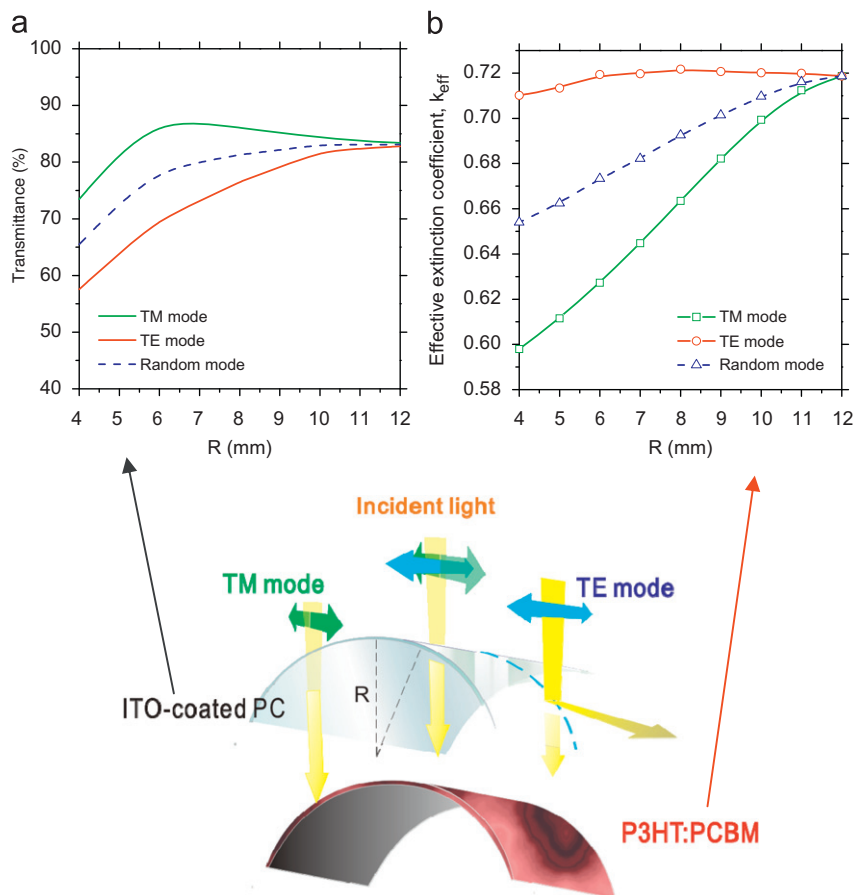 a
100
90
80
70
60
50
40
Transmittance (%)
TM mode
TE mode
Random mode
4 5 6 7 8 9 10 11 12
R (mm)
b
0.72
0.70
0.68
0.66
0.64
0.62
0.60
0.58
Effective extinction coefficient, keff
TM mode
TE mode
Random mode
4 5 6 7 8 9 10 11 12
R (mm)
Incident light
TM mode
TE mode
R
ITO-coated PC
P3HT:PCBM